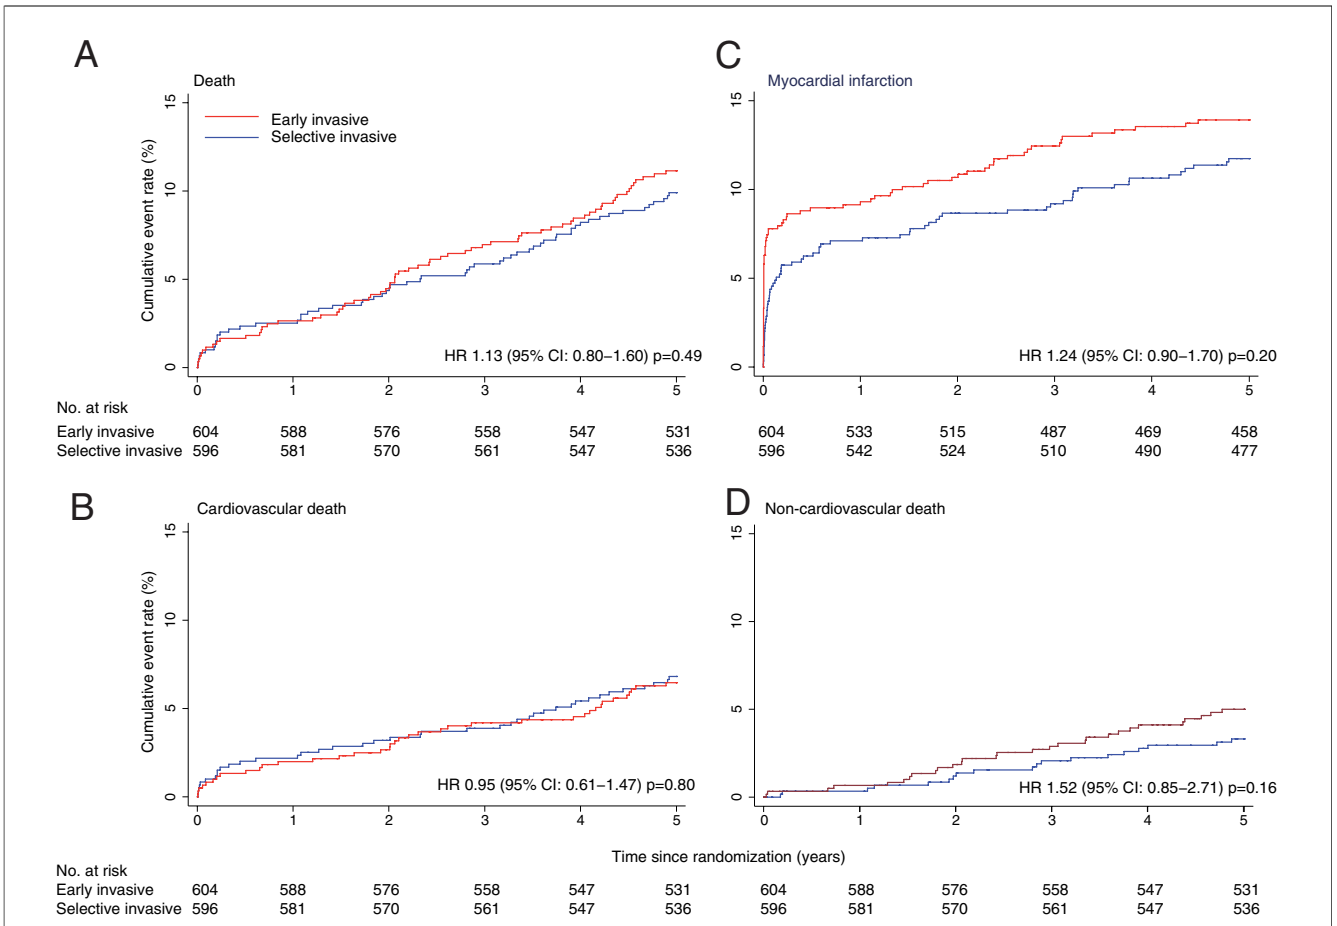 A
Death
Early invasive
Selective invasive
Cumulative event rate (%)
15
10
5
0
HR 1.13 (95% CI: 0.80–1.60) p=0.49
0 1 2 3 4 5
No. at risk
Early invasive 604 588 576 558 547 531
Selective invasive 596 581 570 561 547 536
C
Myocardial infarction
15
10
5
0
HR 1.24 (95% CI: 0.90–1.70) p=0.20
0 1 2 3 4 5
604 533 515 487 469 458
596 542 524 510 490 477
B
Cardiovascular death
Cumulative event rate (%)
15
10
5
0
HR 0.95 (95% CI: 0.61–1.47) p=0.80
0 1 2 3 4 5
D
Non-cardiovascular death
15
10
5
0
HR 1.52 (95% CI: 0.85–2.71) p=0.16
0 1 2 3 4 5
Time since randomization (years)
No. at risk
Early invasive 604 588 576 558 547 531 604 588 576 558 547 531
Selective invasive 596 581 570 561 547 536 596 581 570 561 547 536